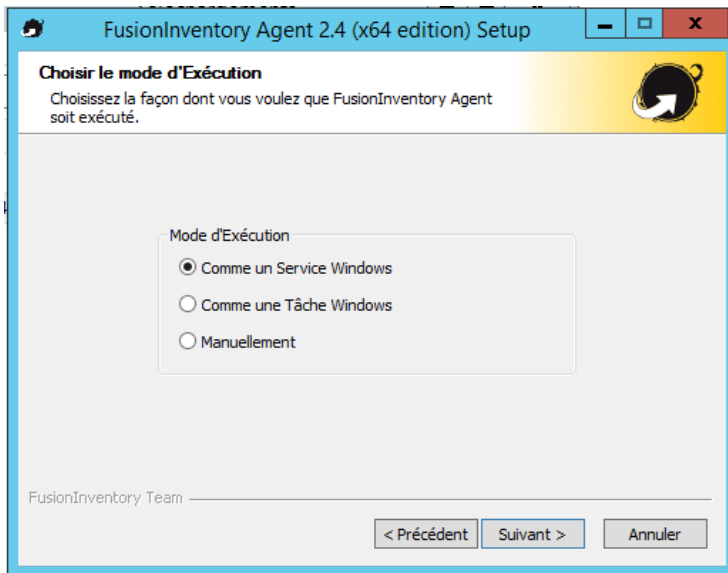 FusionInventory Agent 2.4 (x64 edition) Setup
Choisir le mode d'Exécution
Choisissez la façon dont vous voulez que FusionInventory Agent
soit exécuté.
Mode d'Exécution
Comme un Service Windows
Comme une Tâche Windows
Manuellement
FusionInventory Team
< Précédent
Suivant >
Annuler